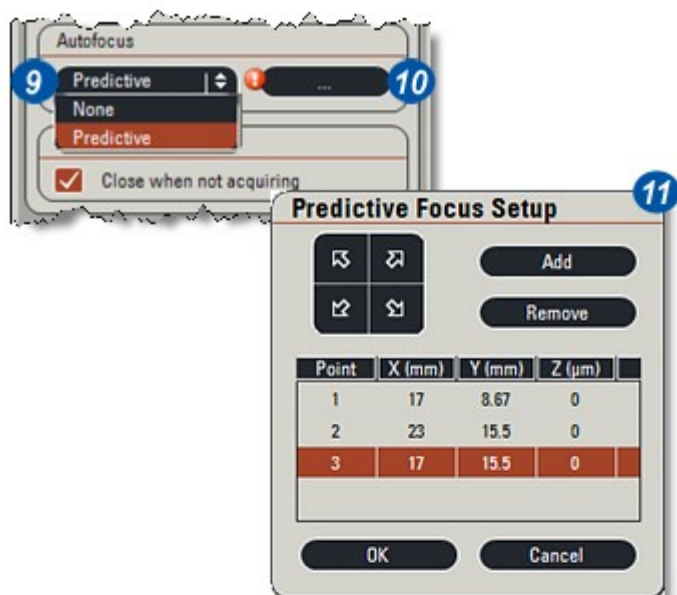 Autofocus
9 Predictive ! ... 10
None
Predictive
Close when not acquiring
11
Predictive Focus Setup
Add
Remove
Point X (mm) Y (mm) Z (µm)
1 17 8.67 0
2 23 15.5 0
3 17 15.5 0
OK Cancel